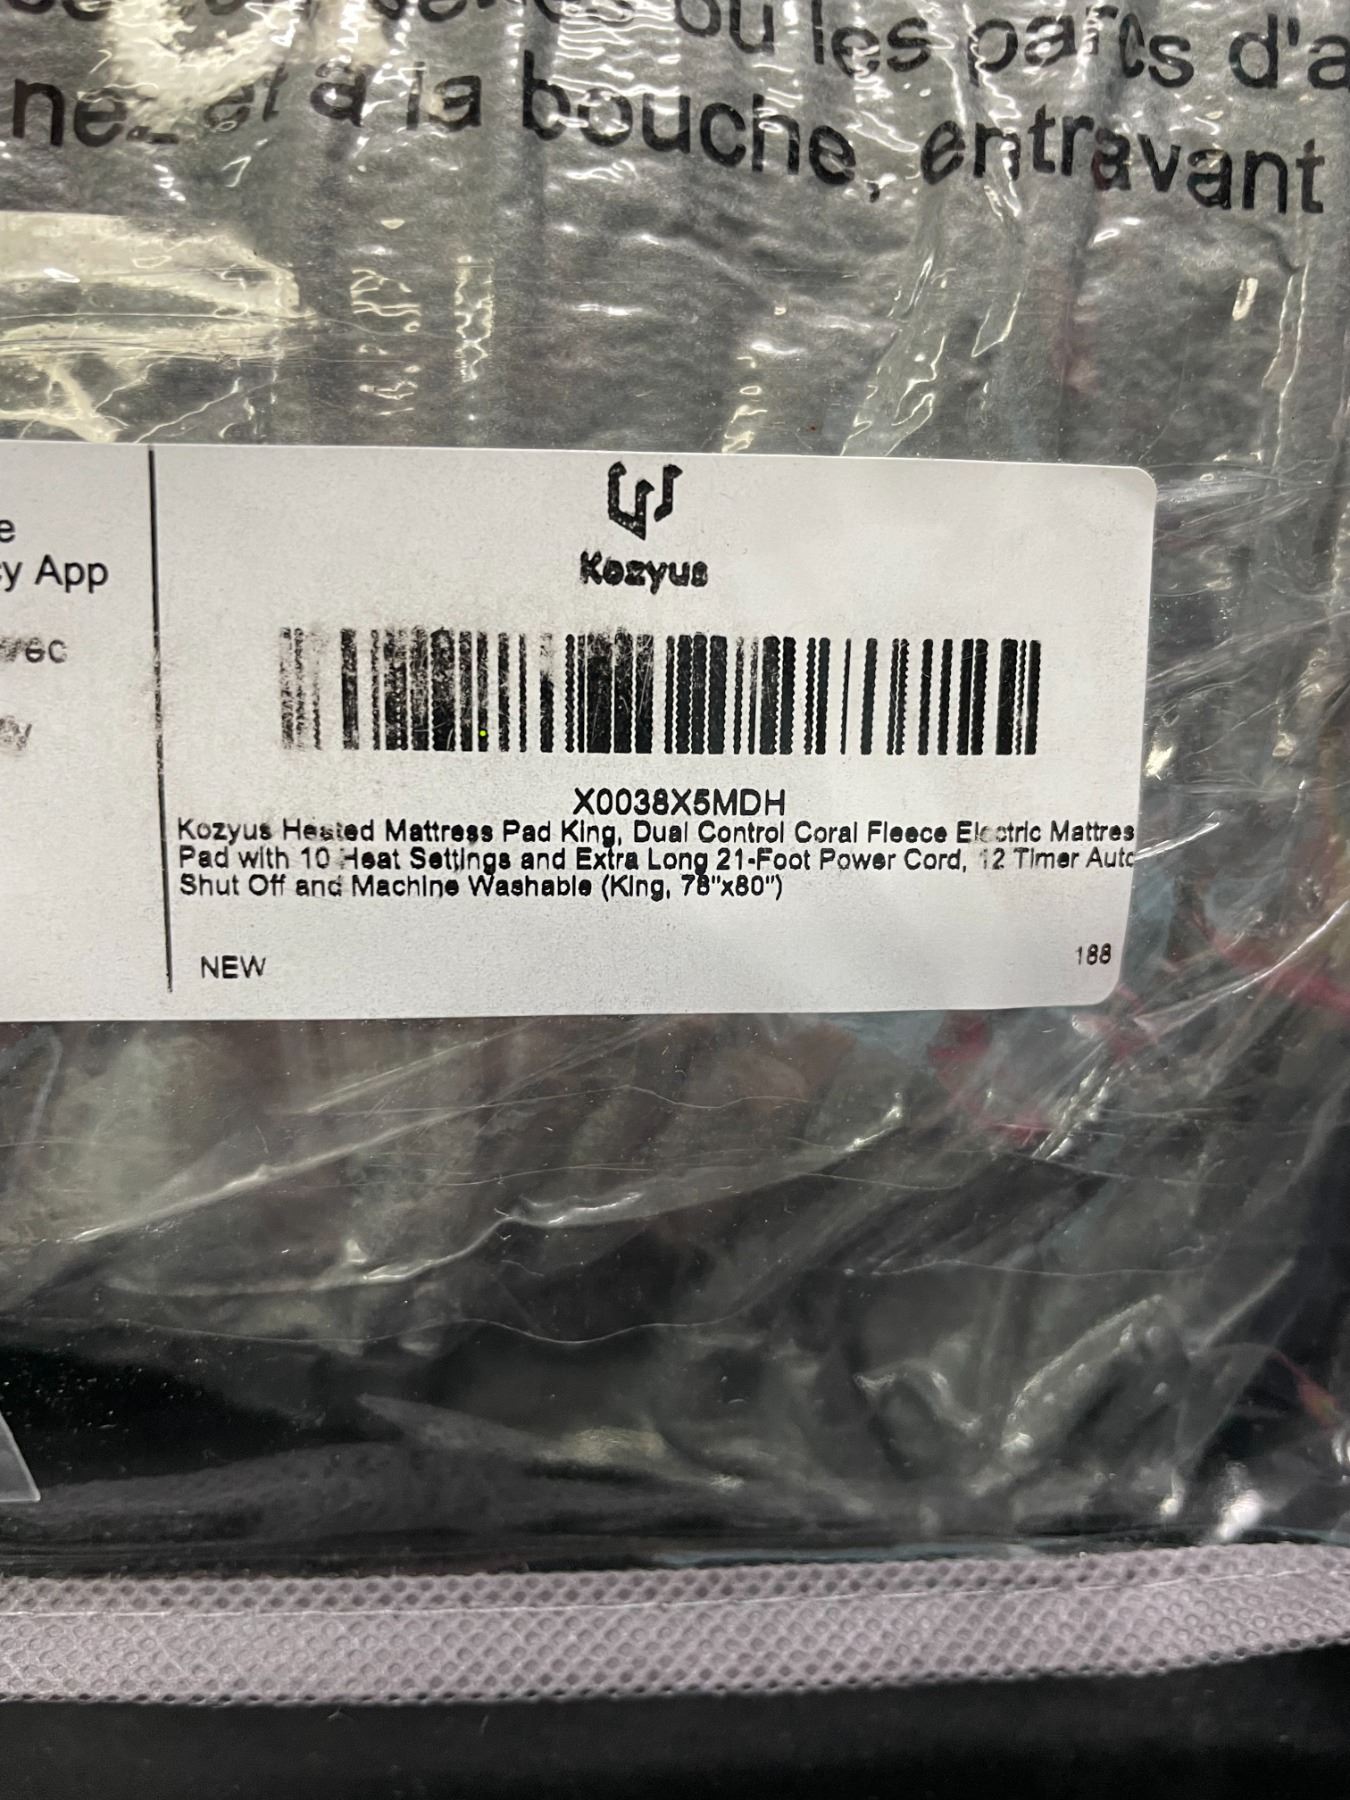 ou les parcs d'a
nez et à la bouche, entravant
e
cy App
vec
Kozyus
X0038X5MDH
Kozyus Heated Mattress Pad King, Dual Control Coral Fleece Electric Mattres
Pad with 10 Heat Settings and Extra Long 21-Foot Power Cord, 12 Timer Auto
Shut Off and Machine Washable (King, 78"x80")
NEW
188